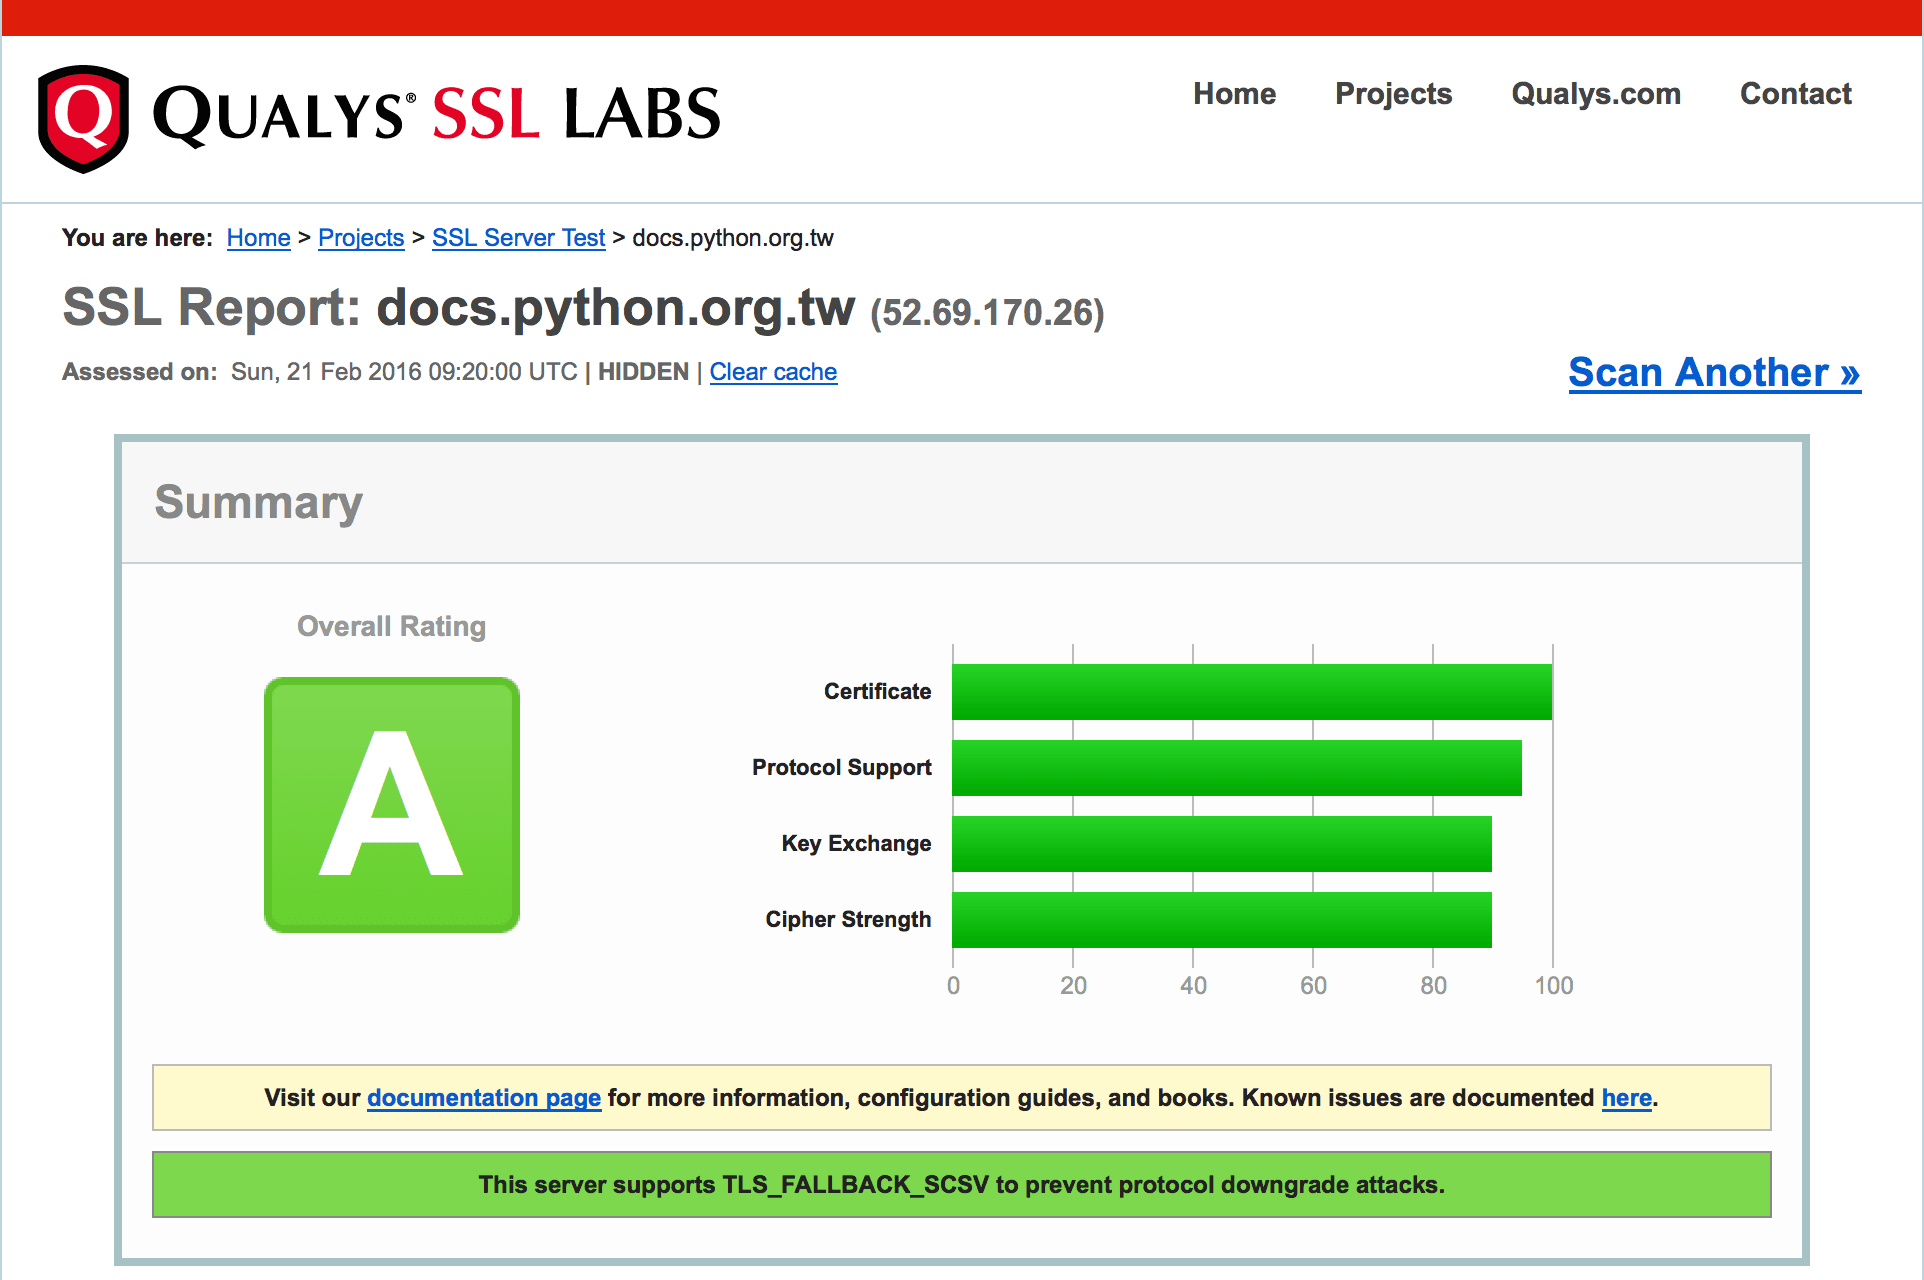 Q QUALYS® SSL LABS
Home Projects Qualys.com Contact
You are here: Home > Projects > SSL Server Test > docs.python.org.tw
SSL Report: docs.python.org.tw (52.69.170.26)
Assessed on: Sun, 21 Feb 2016 09:20:00 UTC | HIDDEN | Clear cache
Scan Another »
Summary
Overall Rating
A
Certificate
Protocol Support
Key Exchange
Cipher Strength
0 20 40 60 80 100
Visit our documentation page for more information, configuration guides, and books. Known issues are documented here.
This server supports TLS_FALLBACK_SCSV to prevent protocol downgrade attacks.